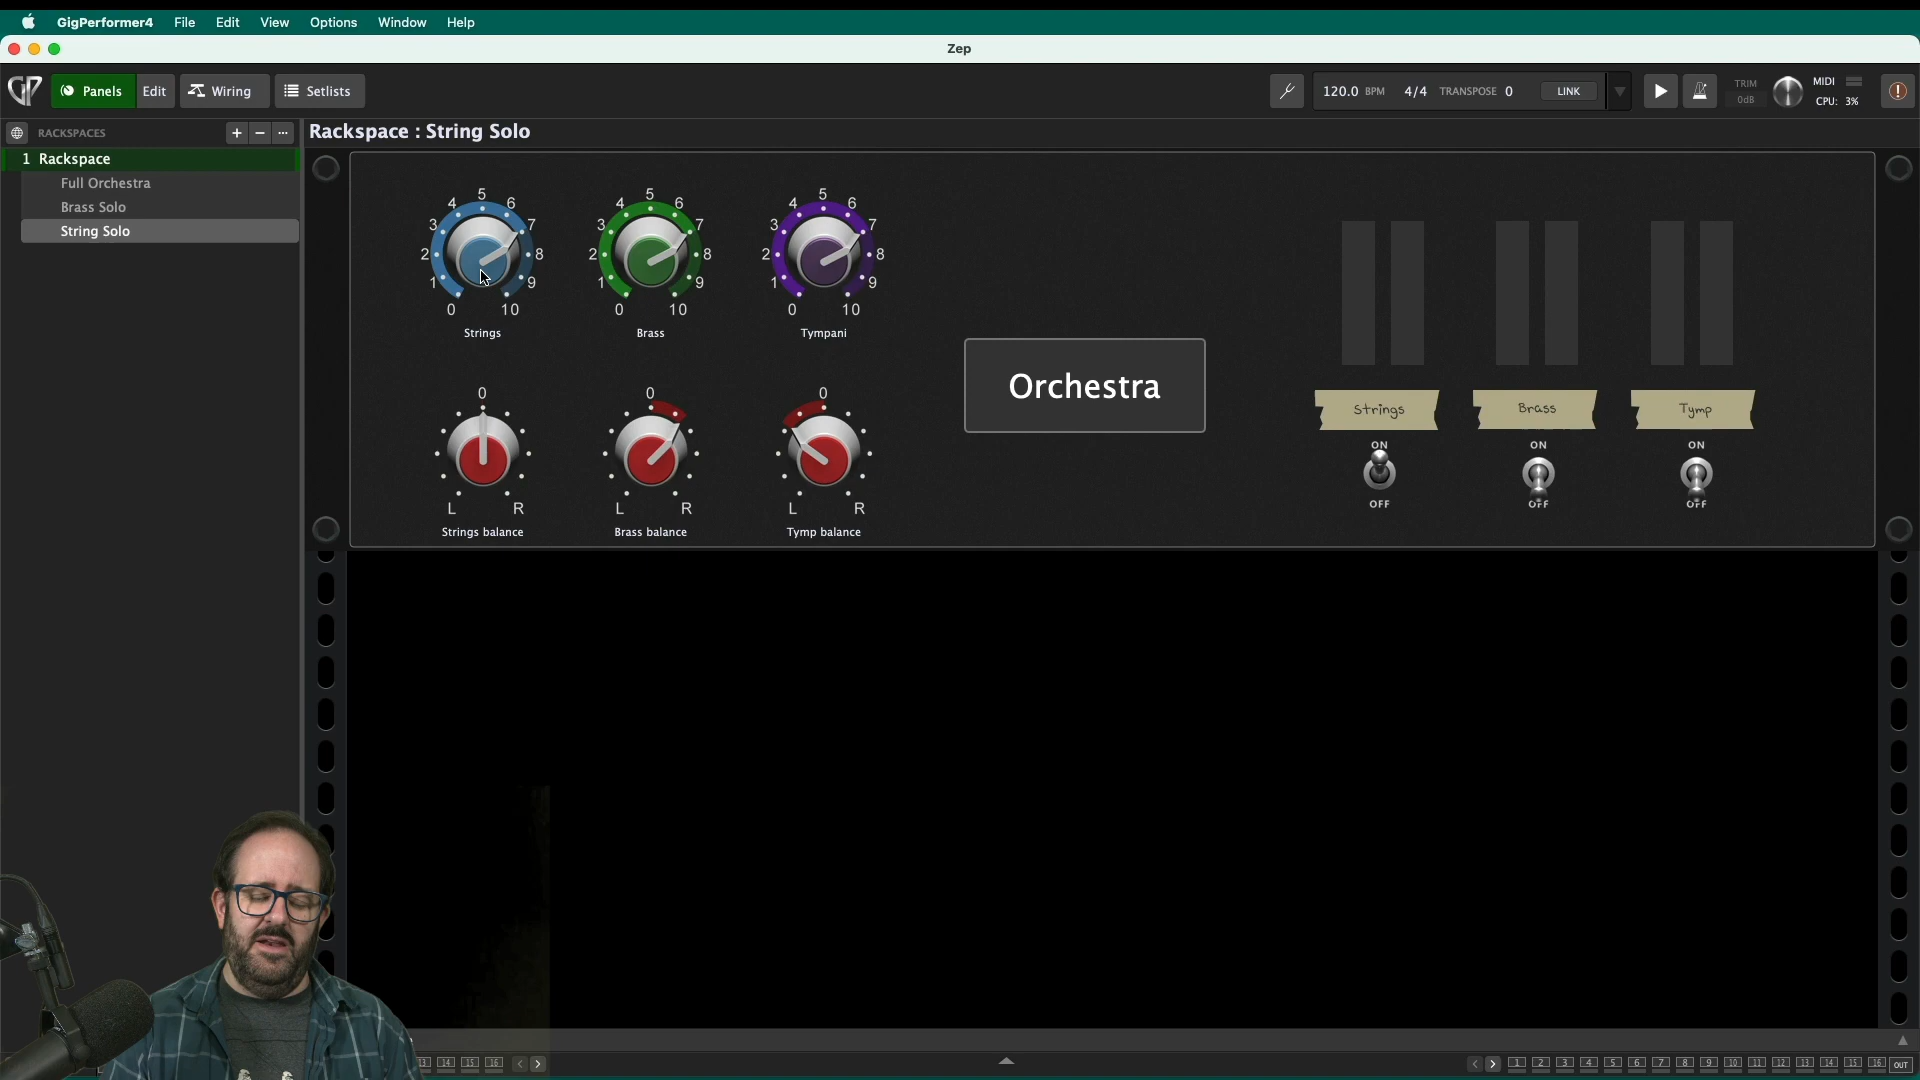 GigPerformer4 File Edit View Options Window Help
Zep
GP Panels Edit Wiring Setlists 120.0 BPM 4/4 TRANSPOSE 0 LINK TRIM 0dB MIDI CPU: 3%
RACKSPACES + − ...
Rackspace : String Solo
1 Rackspace
Full Orchestra
Brass Solo
String Solo
0 1 2 3 4 5 6 7 8 9 10
Strings
0 1 2 3 4 5 6 7 8 9 10
Brass
0 1 2 3 4 5 6 7 8 9 10
Tympani
0
L R
Strings balance
0
L R
Brass balance
0
L R
Tymp balance
Orchestra
Strings
ON
OFF
Brass
ON
OFF
Tymp
ON
OFF
13 14 15 16 < >
< > 1 2 3 4 5 6 7 8 9 10 11 12 13 14 15 16 OUT